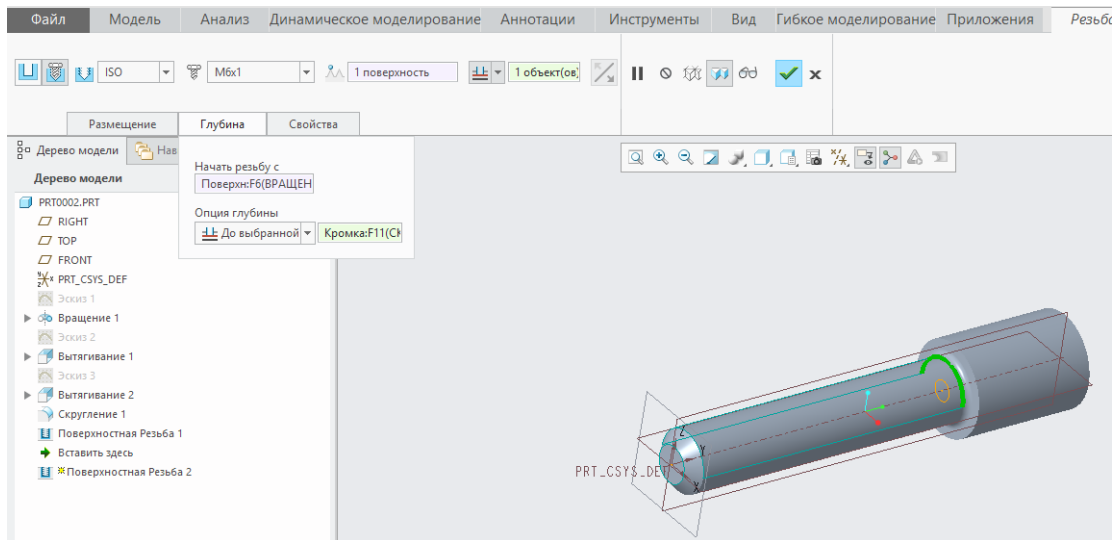 Файл Модель Анализ Динамическое моделирование Аннотации Инструменты Вид Гибкое моделирование Приложения Резьбо
ISO M6x1 1 поверхность 1 объект(ов)
Размещение Глубина Свойства
Дерево модели Нав
Дерево модели
Начать резьбу с
Поверхн:F6(ВРАЩЕН
Опция глубины
До выбранной Кромка:F11(СК
PRT0002.PRT
RIGHT
TOP
FRONT
PRT_CSYS_DEF
Эскиз 1
Вращение 1
Эскиз 2
Вытягивание 1
Эскиз 3
Вытягивание 2
Скругление 1
Поверхностная Резьба 1
Вставить здесь
Поверхностная Резьба 2
Z
Y
PRT_CSYS_DEF
X